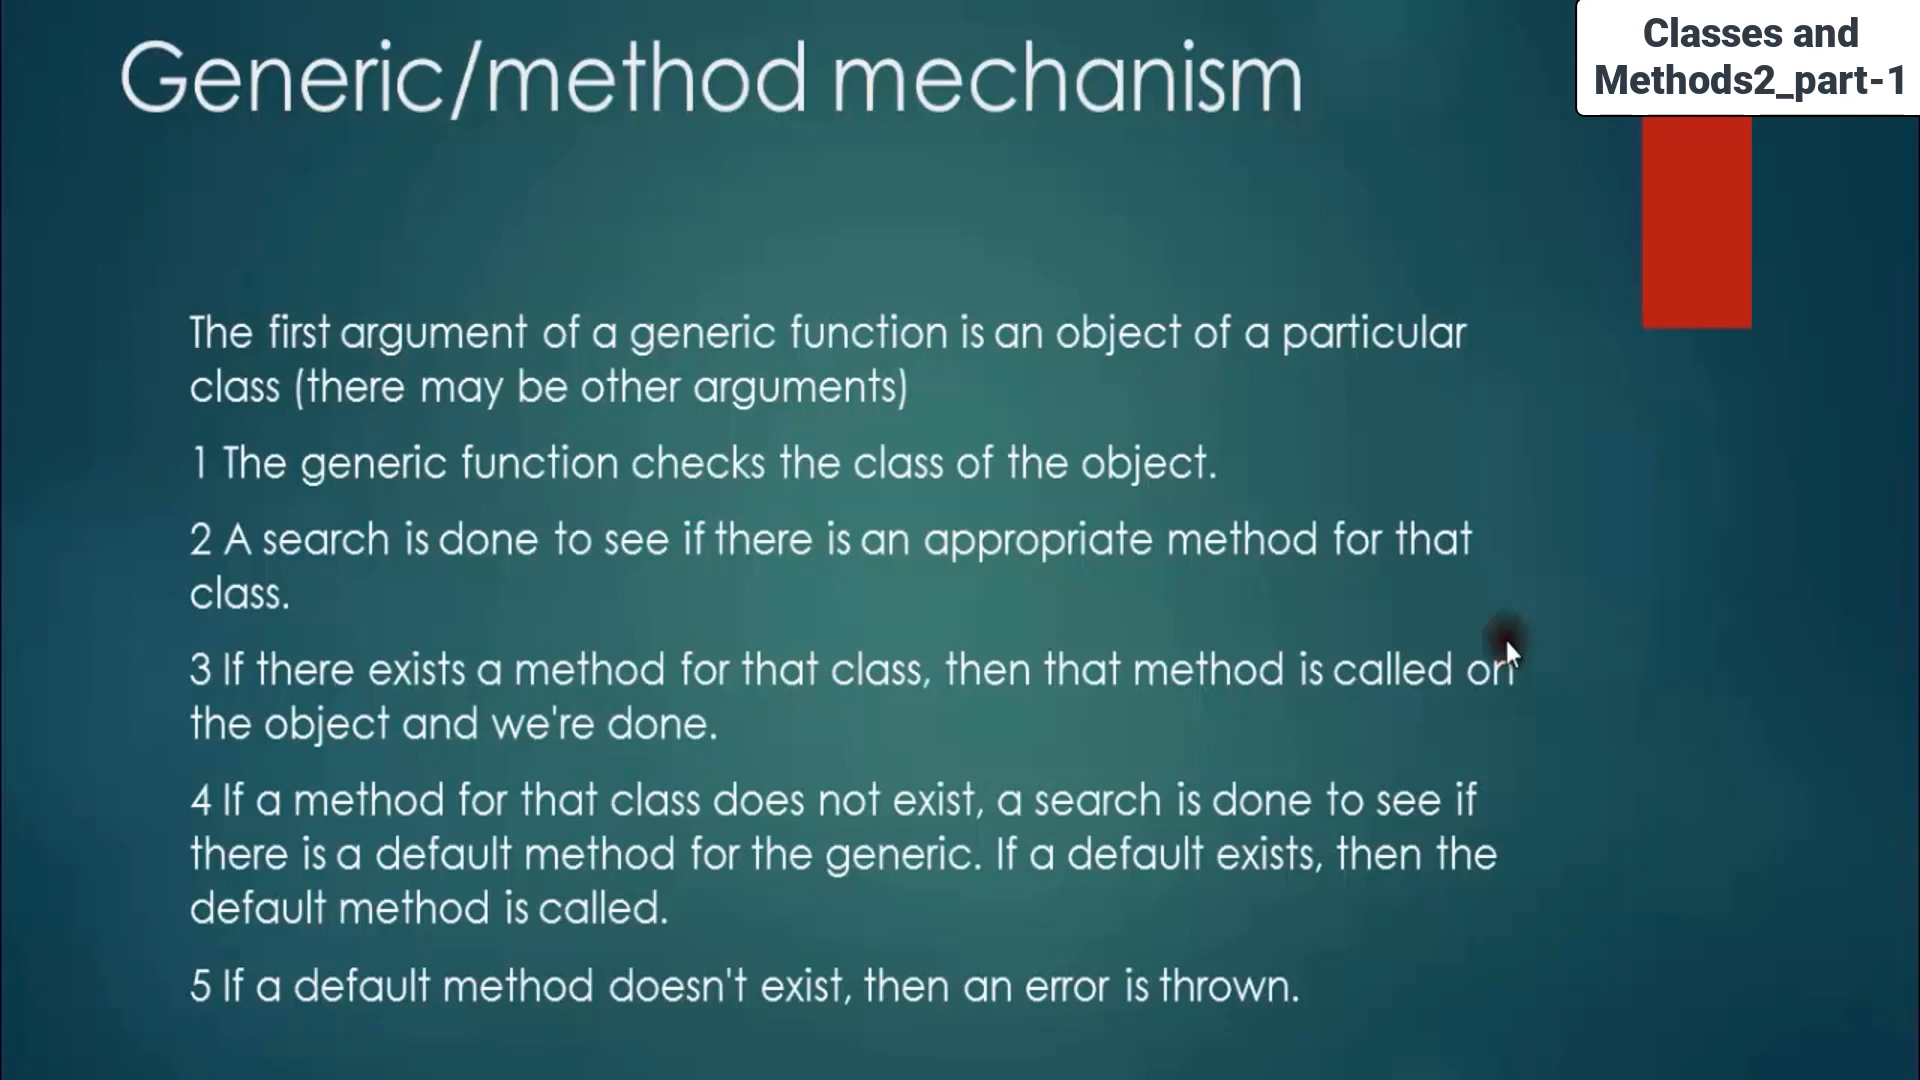 Generic/method mechanism
Classes and
Methods2_part-1
The first argument of a generic function is an object of a particular
class (there may be other arguments)
1 The generic function checks the class of the object.
2 A search is done to see if there is an appropriate method for that
class.
3 If there exists a method for that class, then that method is called on
the object and we're done.
4 If a method for that class does not exist, a search is done to see if
there is a default method for the generic. If a default exists, then the
default method is called.
5 If a default method doesn't exist, then an error is thrown.